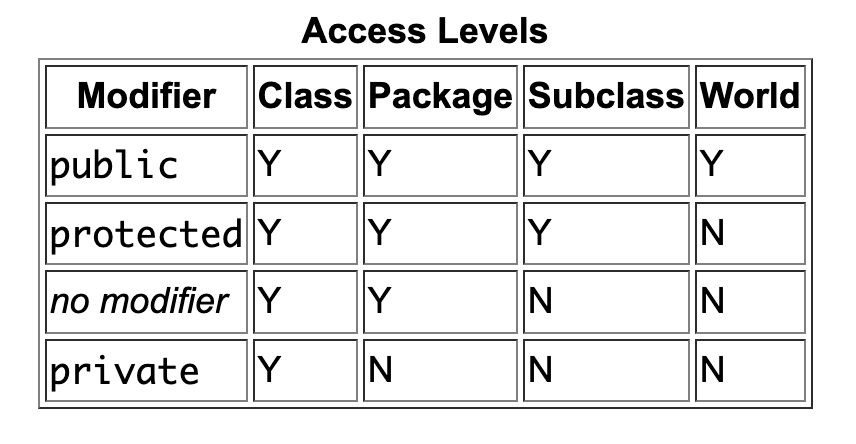 Access Levels
Modifier Class Package Subclass World
public Y Y Y Y
protected Y Y Y N
no modifier Y Y N N
private Y N N N